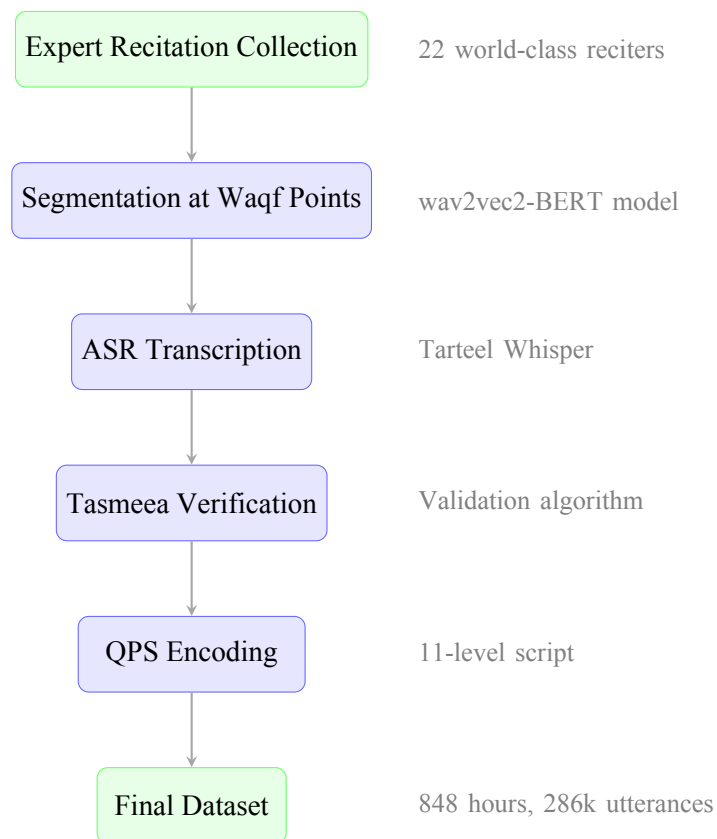 Expert Recitation Collection
22 world-class reciters
Segmentation at Waqf Points
wav2vec2-BERT model
ASR Transcription
Tarteel Whisper
Tasmeea Verification
Validation algorithm
QPS Encoding
11-level script
Final Dataset
848 hours, 286k utterances